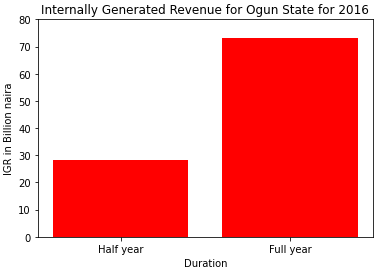 Internally Generated Revenue for Ogun State for 2016
80
70
60
50
40
30
20
10
0
IGR in Billion naira
Half year
Full year
Duration